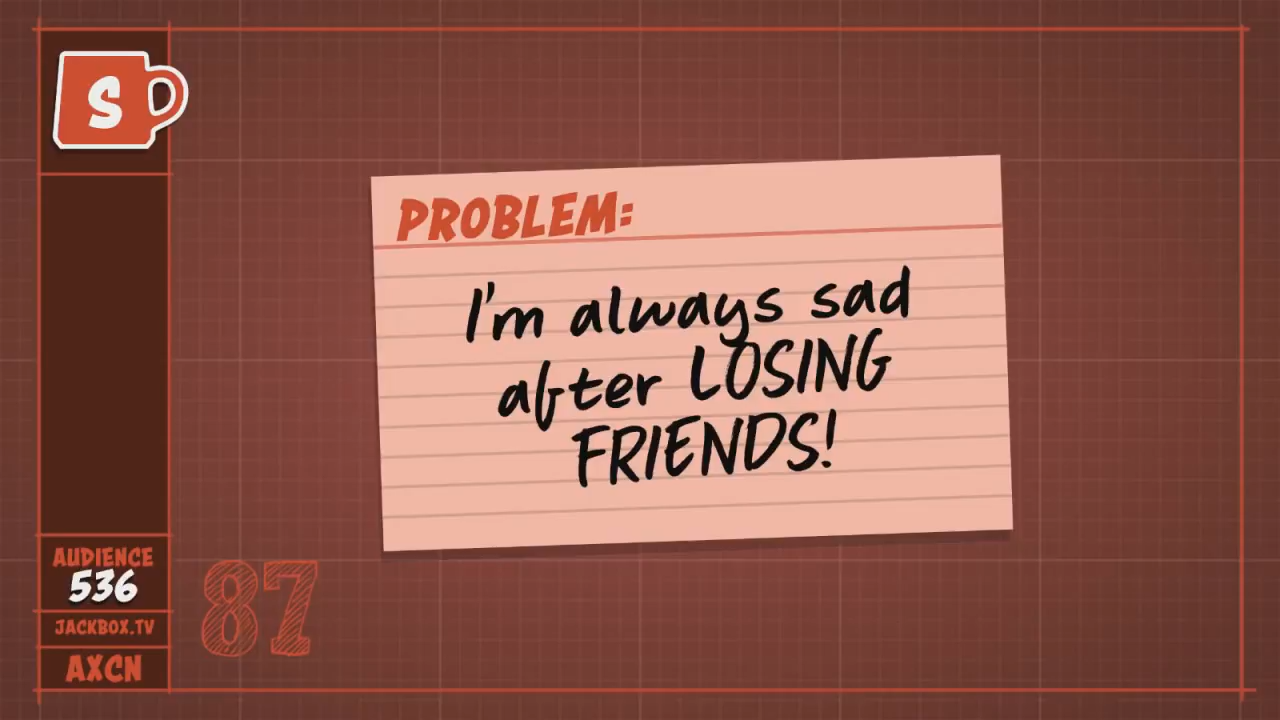 S
PROBLEM:
I'm always sad
after LOSING
FRIENDS!
AUDIENCE
536
JACKBOX.TV
AXCN
87